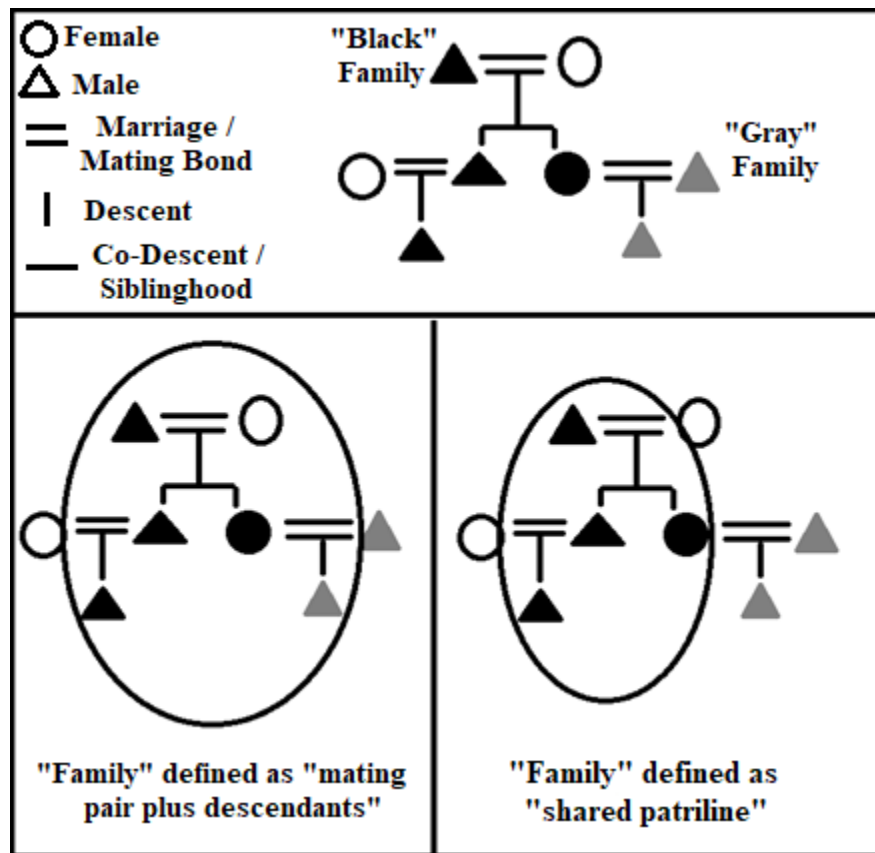 Female
Male
Marriage /
Mating Bond
Descent
Co-Descent /
Siblinghood
"Black"
Family
"Gray"
Family
"Family" defined as "mating
pair plus descendants"
"Family" defined as
"shared patriline"